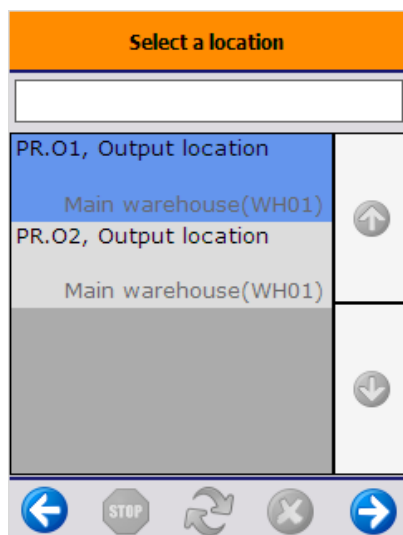 Select a location
PR.O1, Output location
Main warehouse(WH01)
PR.O2, Output location
Main warehouse(WH01)
STOP